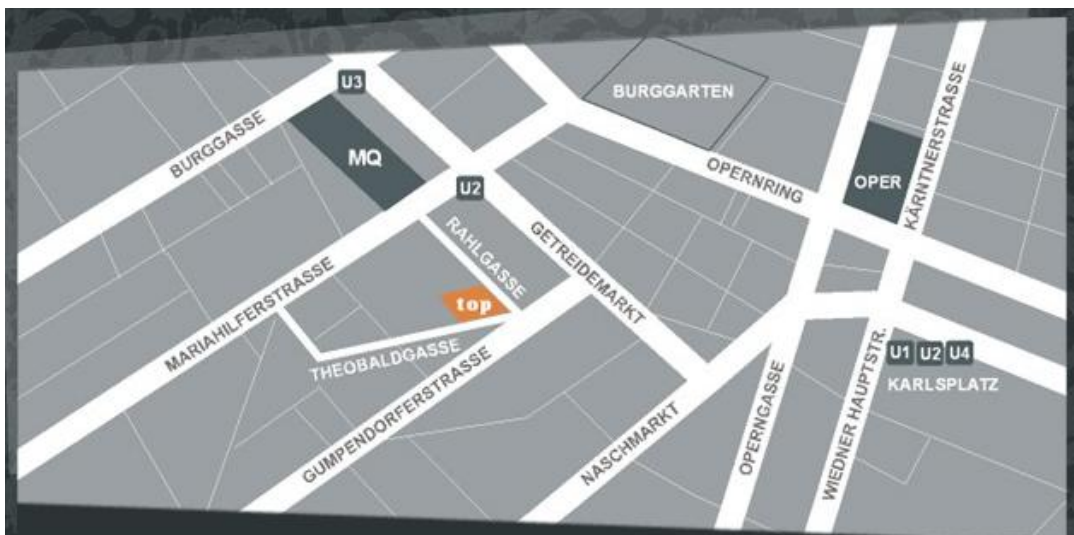 U3
BURGGARTEN
BURGGASSE
MQ
OPERNRING
OPER
KÄRNTNERSTRASSE
U2
RAHLGASSE
GETREIDEMARKT
MARIAHILFERSTRASSE
top
THEOBALDGASSE
GUMPENDORFERSTRASSE
NASCHMARKT
OPERNGASSE
WIEDNER HAUPTSTR.
U1 U2 U4
KARLSPLATZ